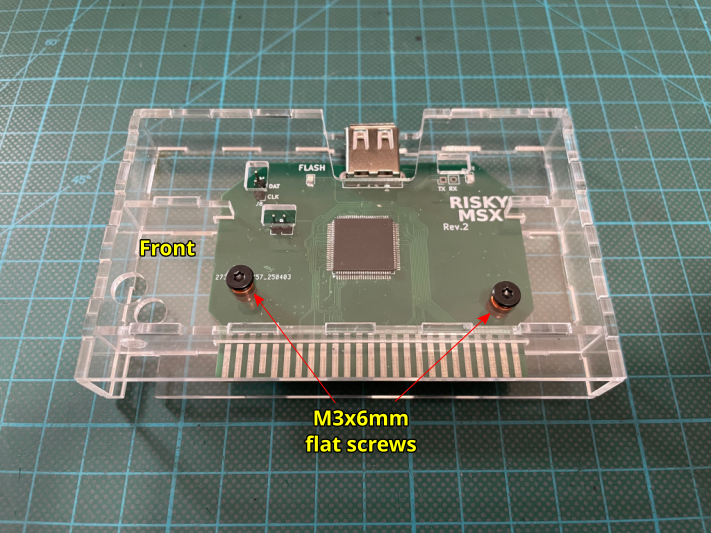 FLASH
DAT
CLK
TX RX
RISKY
MSX
Rev.2
Front
M3x6mm
flat screws